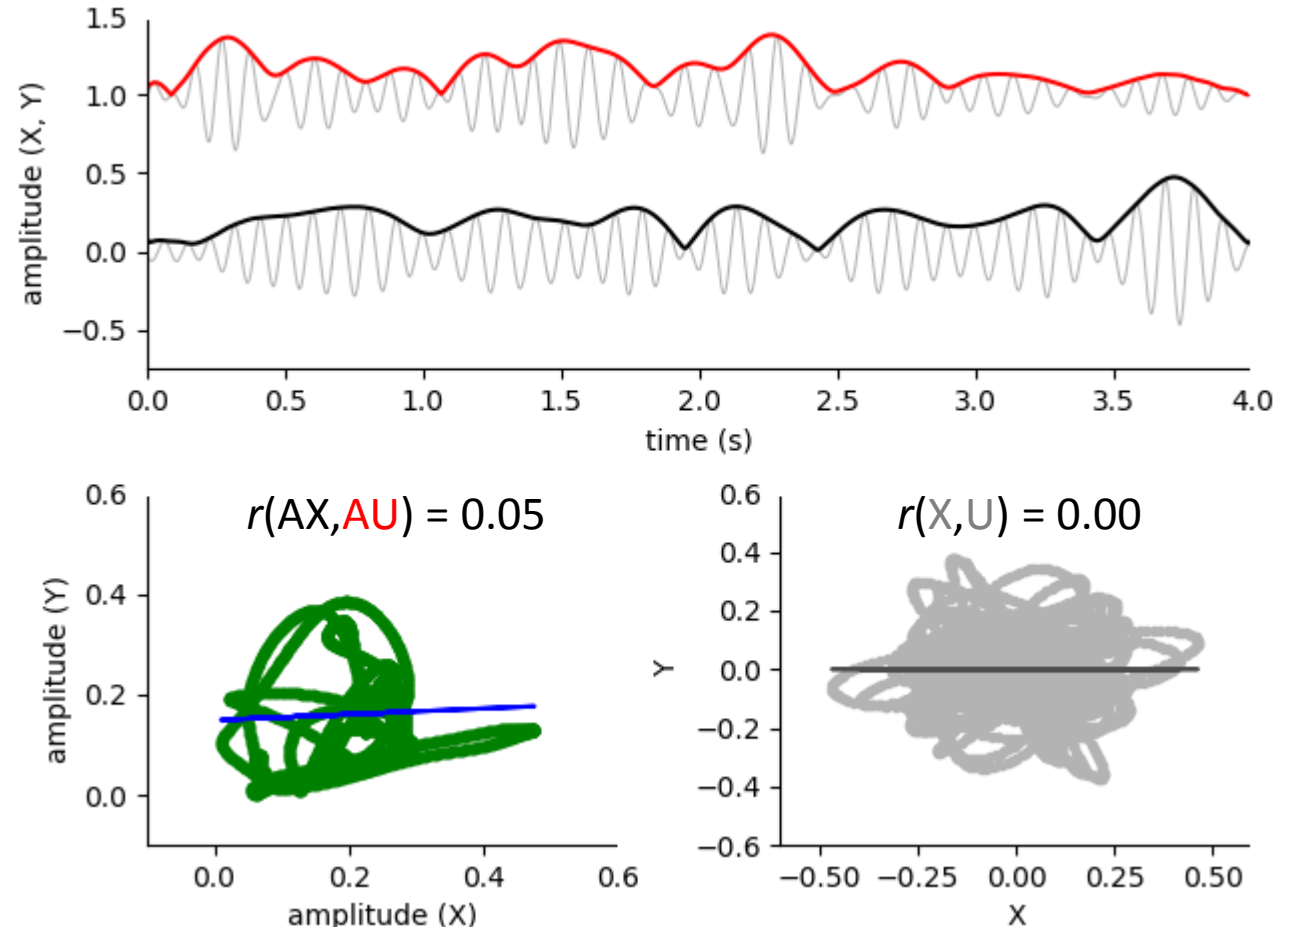 1.5
1.0
0.5
0.0
−0.5
amplitude (X, Y)
0.0 0.5 1.0 1.5 2.0 2.5 3.0 3.5 4.0
time (s)
r(AX,AU) = 0.05
0.6
0.4
0.2
0.0
amplitude (Y)
0.0 0.2 0.4 0.6
amplitude (X)
r(X,U) = 0.00
0.6
0.4
0.2
0.0
−0.2
−0.4
−0.6
Y
−0.50 −0.25 0.00 0.25 0.50
X